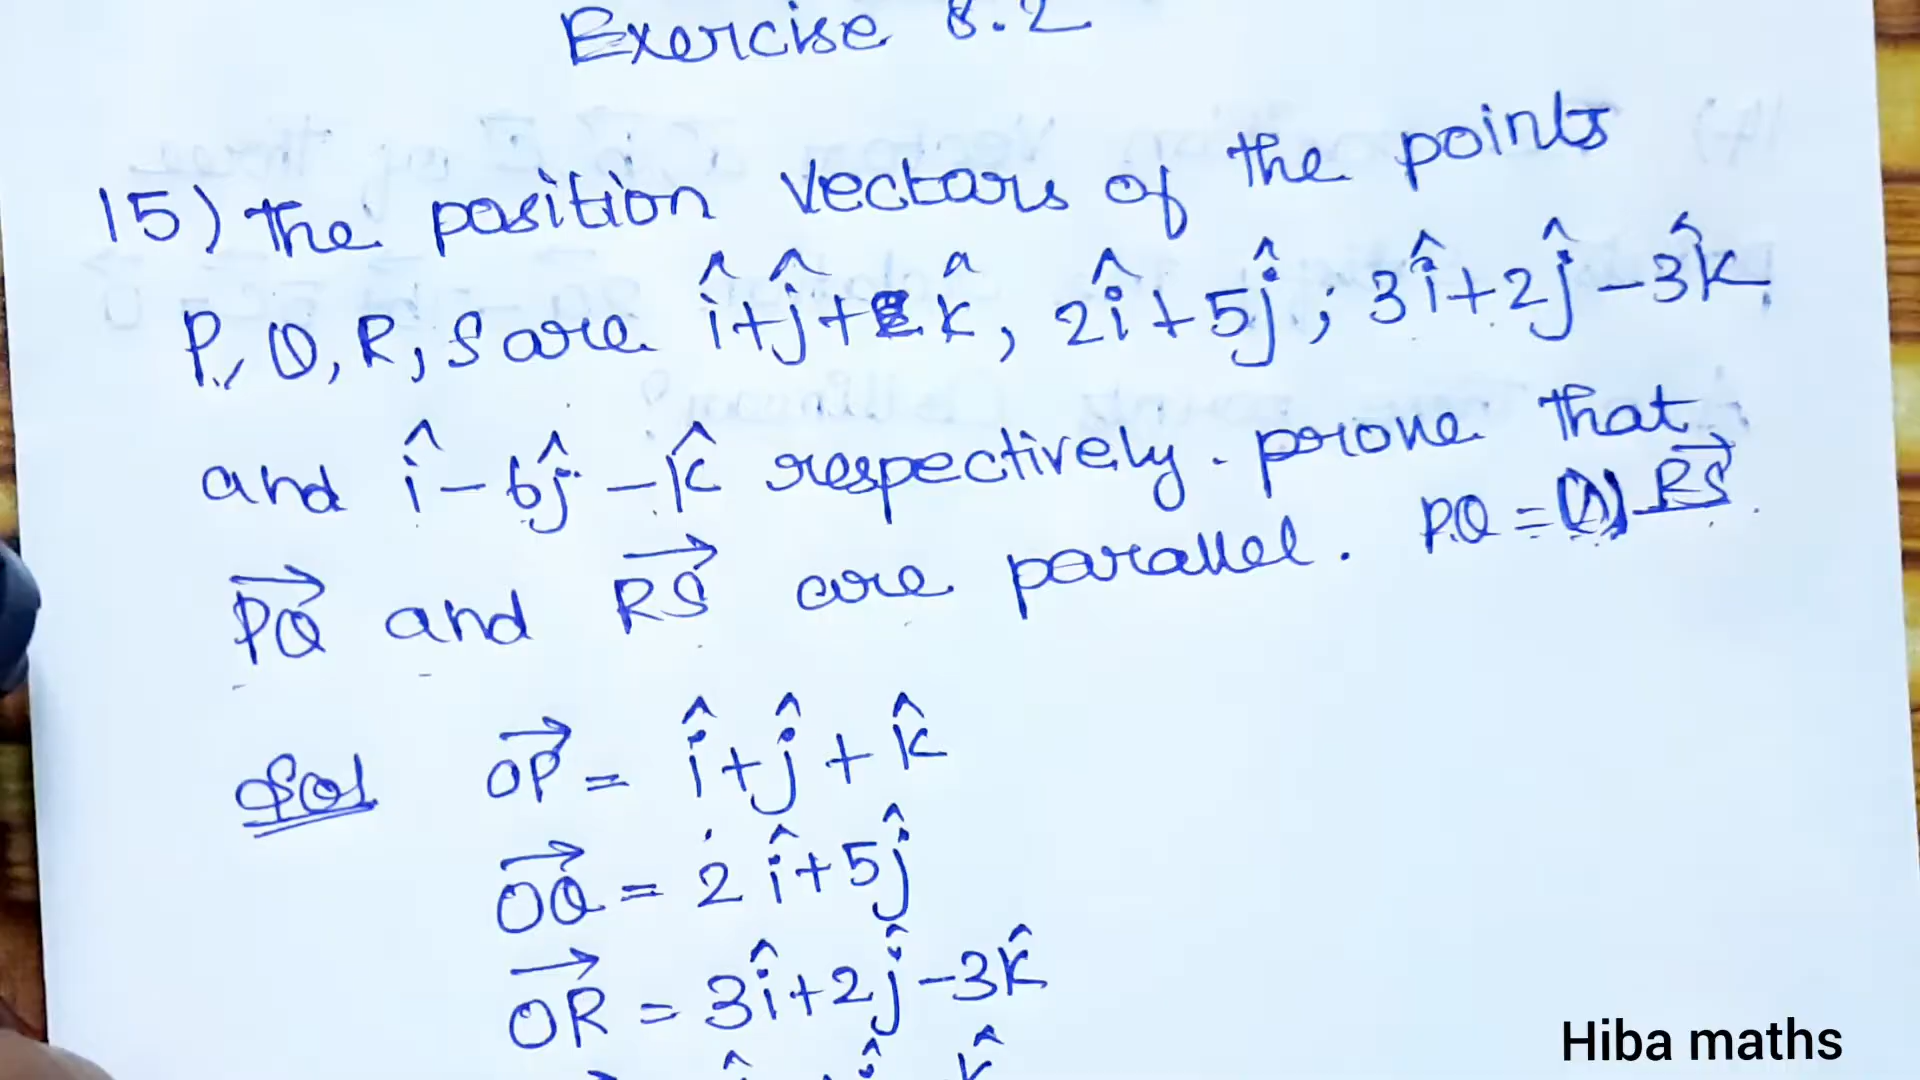 Exercise 8.2
15) The position vectors of the points
P, Q, R, S are î+ĵ+k̂, 2î+5ĵ, 3î+2ĵ-3k̂
and î-6ĵ-k̂ respectively. prove that
PQ = (λ) RS
PQ and RS are parallel.
Sol OP = î+ĵ+k̂
OQ = 2î+5ĵ
OR = 3î+2ĵ-3k̂
Hiba maths